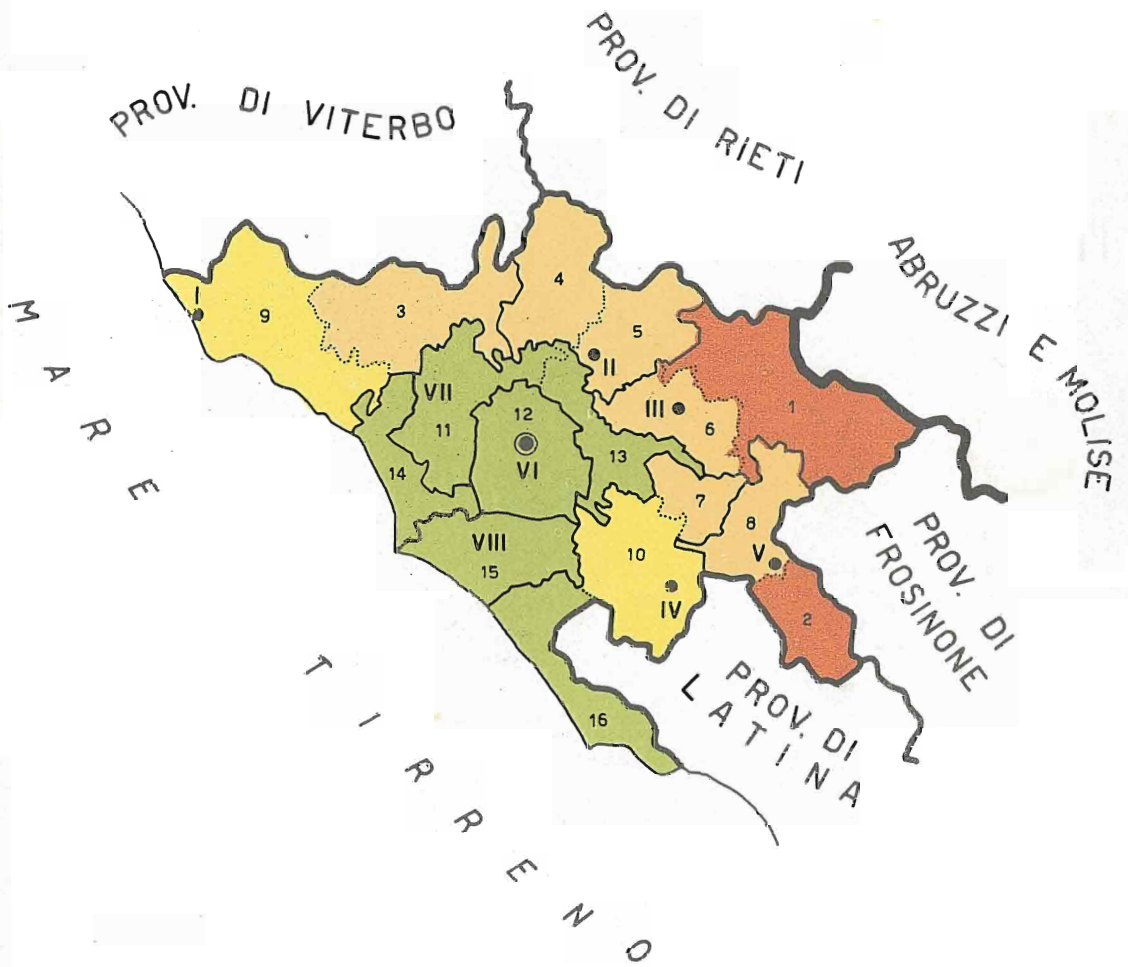 PROV. DI VITERBO
PROV. DI RIETI
ABRUZZI E MOLISE
MARE TIRRENO
I
9
3
4
5
II
VII
III
6
1
12
11
VI
13
14
7
8
VIII
15
10
V
IV
2
PROV. DI
FROSINONE
PROV. DI
LATINA
16